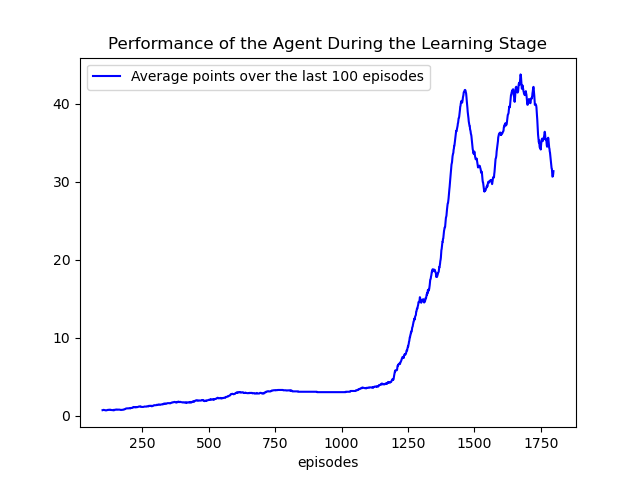 Performance of the Agent During the Learning Stage
Average points over the last 100 episodes
40
30
20
10
0
250 500 750 1000 1250 1500 1750
episodes